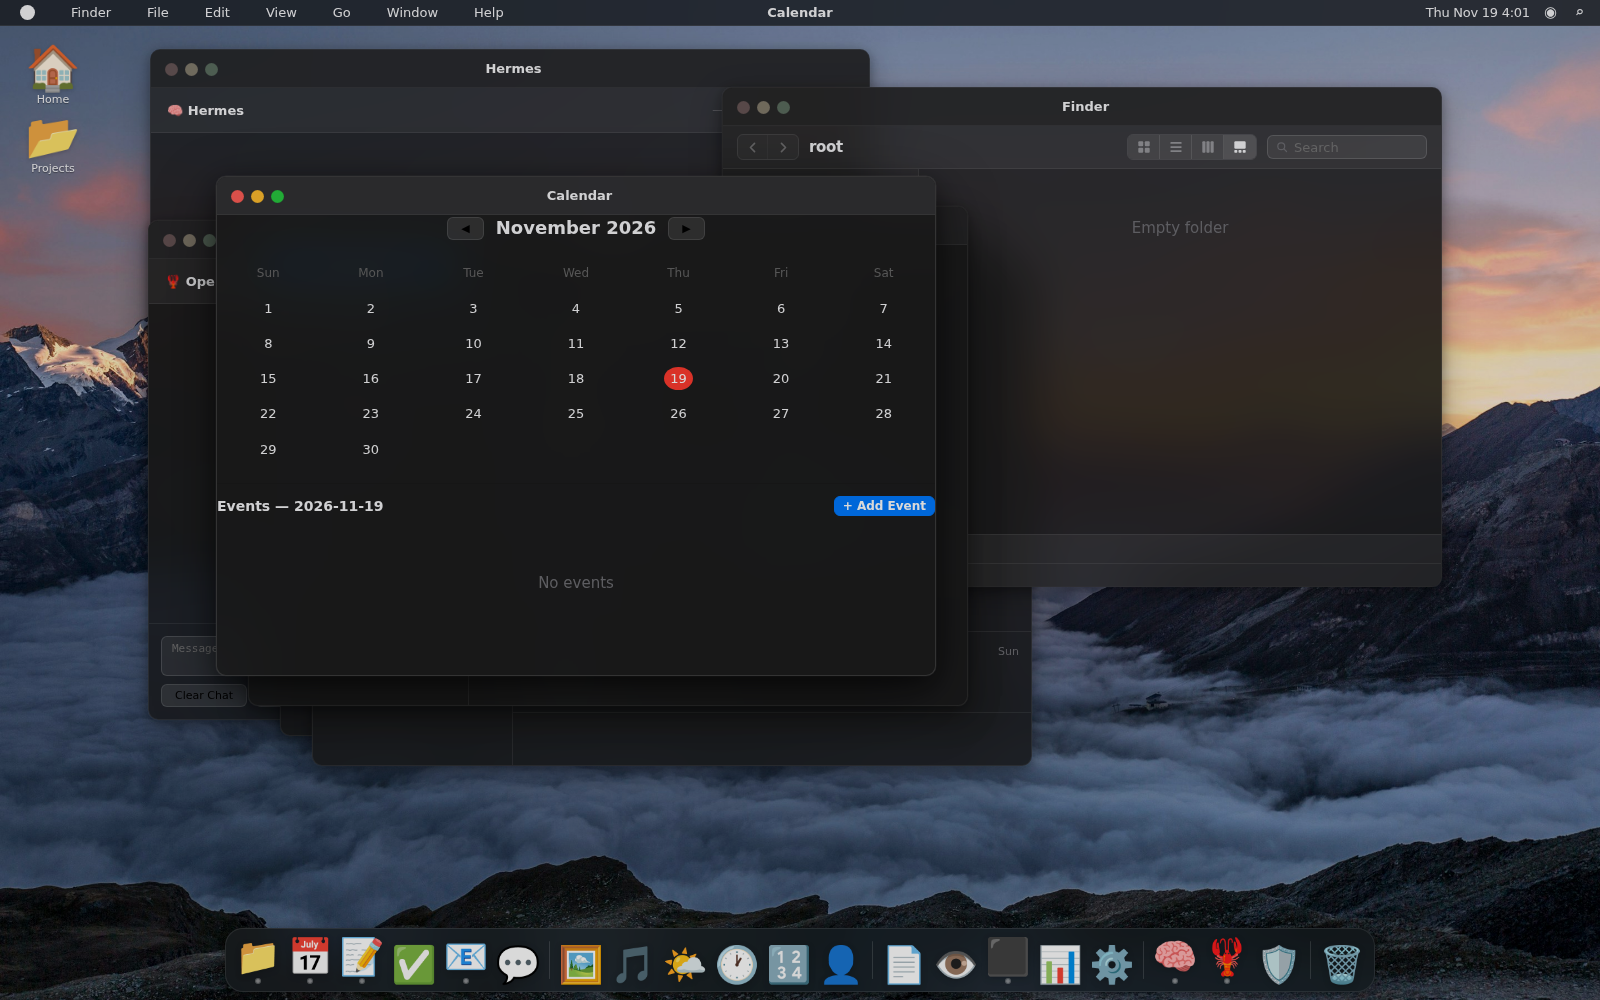 Finder File Edit View Go Window Help
Calendar
Thu Nov 19 4:01
Home
Projects
Hermes
🧠 Hermes
Finder
root
Search
Empty folder
🦞 Ope
Message
Clear Chat
Sun
Calendar
◀ November 2026 ▶
Sun Mon Tue Wed Thu Fri Sat
1 2 3 4 5 6 7
8 9 10 11 12 13 14
15 16 17 18 19 20 21
22 23 24 25 26 27 28
29 30
Events — 2026-11-19
+ Add Event
No events
July
17
1 2
3 4